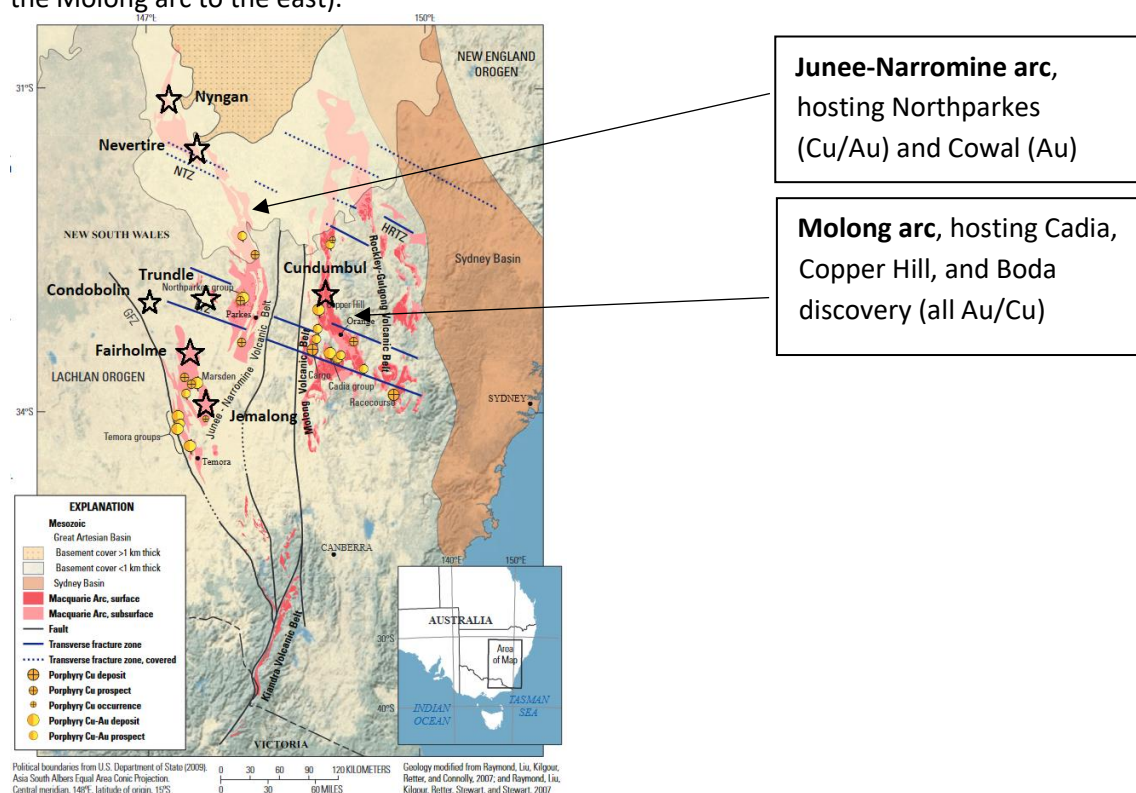 the Molong arc to the east).
147°E
150°E
NEW ENGLAND
OROGEN
31°S
Nyngan
Nevertire
NTZ
NEW SOUTH WALES
HRTZ
Rockley-Gulgong Volcanic Belt
Sydney Basin
Trundle
Northparkes group
Cundumbul
Condobolin
Copper Hill
Parkes
Orange
GFZ
Fairholme
Molong Volcanic Belt
LACHLAN OROGEN
Marsden
Cargo
Cadia group
Racocourse
Junee - Narromine Volcanic Belt
34°S
SYDNEY
Jemalong
Temora groups
Temora
CANBERRA
Kiandra Volcanic Belt
VICTORIA
EXPLANATION
Mesozoic
Great Artesian Basin
Basement cover >1 km thick
Basement cover <1 km thick
Sydney Basin
Macquarie Arc, surface
Macquarie Arc, subsurface
Fault
Transverse fracture zone
Transverse fracture zone, covered
Porphyry Cu deposit
Porphyry Cu prospect
Porphyry Cu occurrence
Porphyry Cu-Au deposit
Porphyry Cu-Au prospect
140°E
150°E
AUSTRALIA
30°S
Area
of Map
40°S
INDIAN
OCEAN
TASMAN
SEA
Political boundaries from U.S. Department of State (2009).
Asia South Albers Equal Area Conic Projection.
Central meridian, 148°E, latitude of origin, 15°S
0 30 60 90 120 KILOMETERS
0 30 60 MILES
Geology modified from Raymond, Liu, Kilgour,
Retter, and Connolly, 2007; and Raymond, Liu,
Kilgour, Retter, Stewart, and Stewart, 2007
Junee-Narromine arc,
hosting Northparkes
(Cu/Au) and Cowal (Au)
Molong arc, hosting Cadia,
Copper Hill, and Boda
discovery (all Au/Cu)